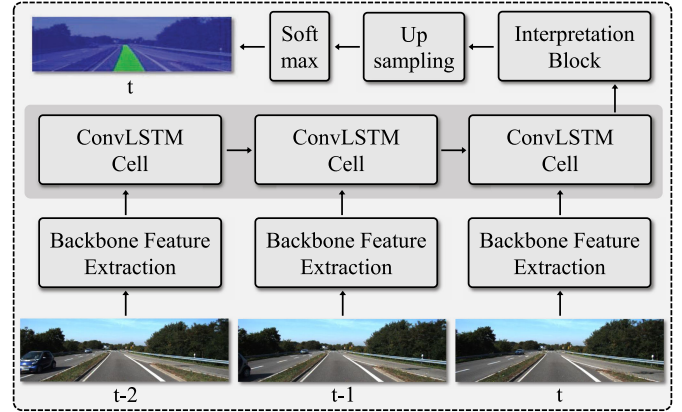 Soft
max
Up
sampling
Interpretation
Block
t
ConvLSTM
Cell
ConvLSTM
Cell
ConvLSTM
Cell
Backbone Feature
Extraction
Backbone Feature
Extraction
Backbone Feature
Extraction
t-2
t-1
t